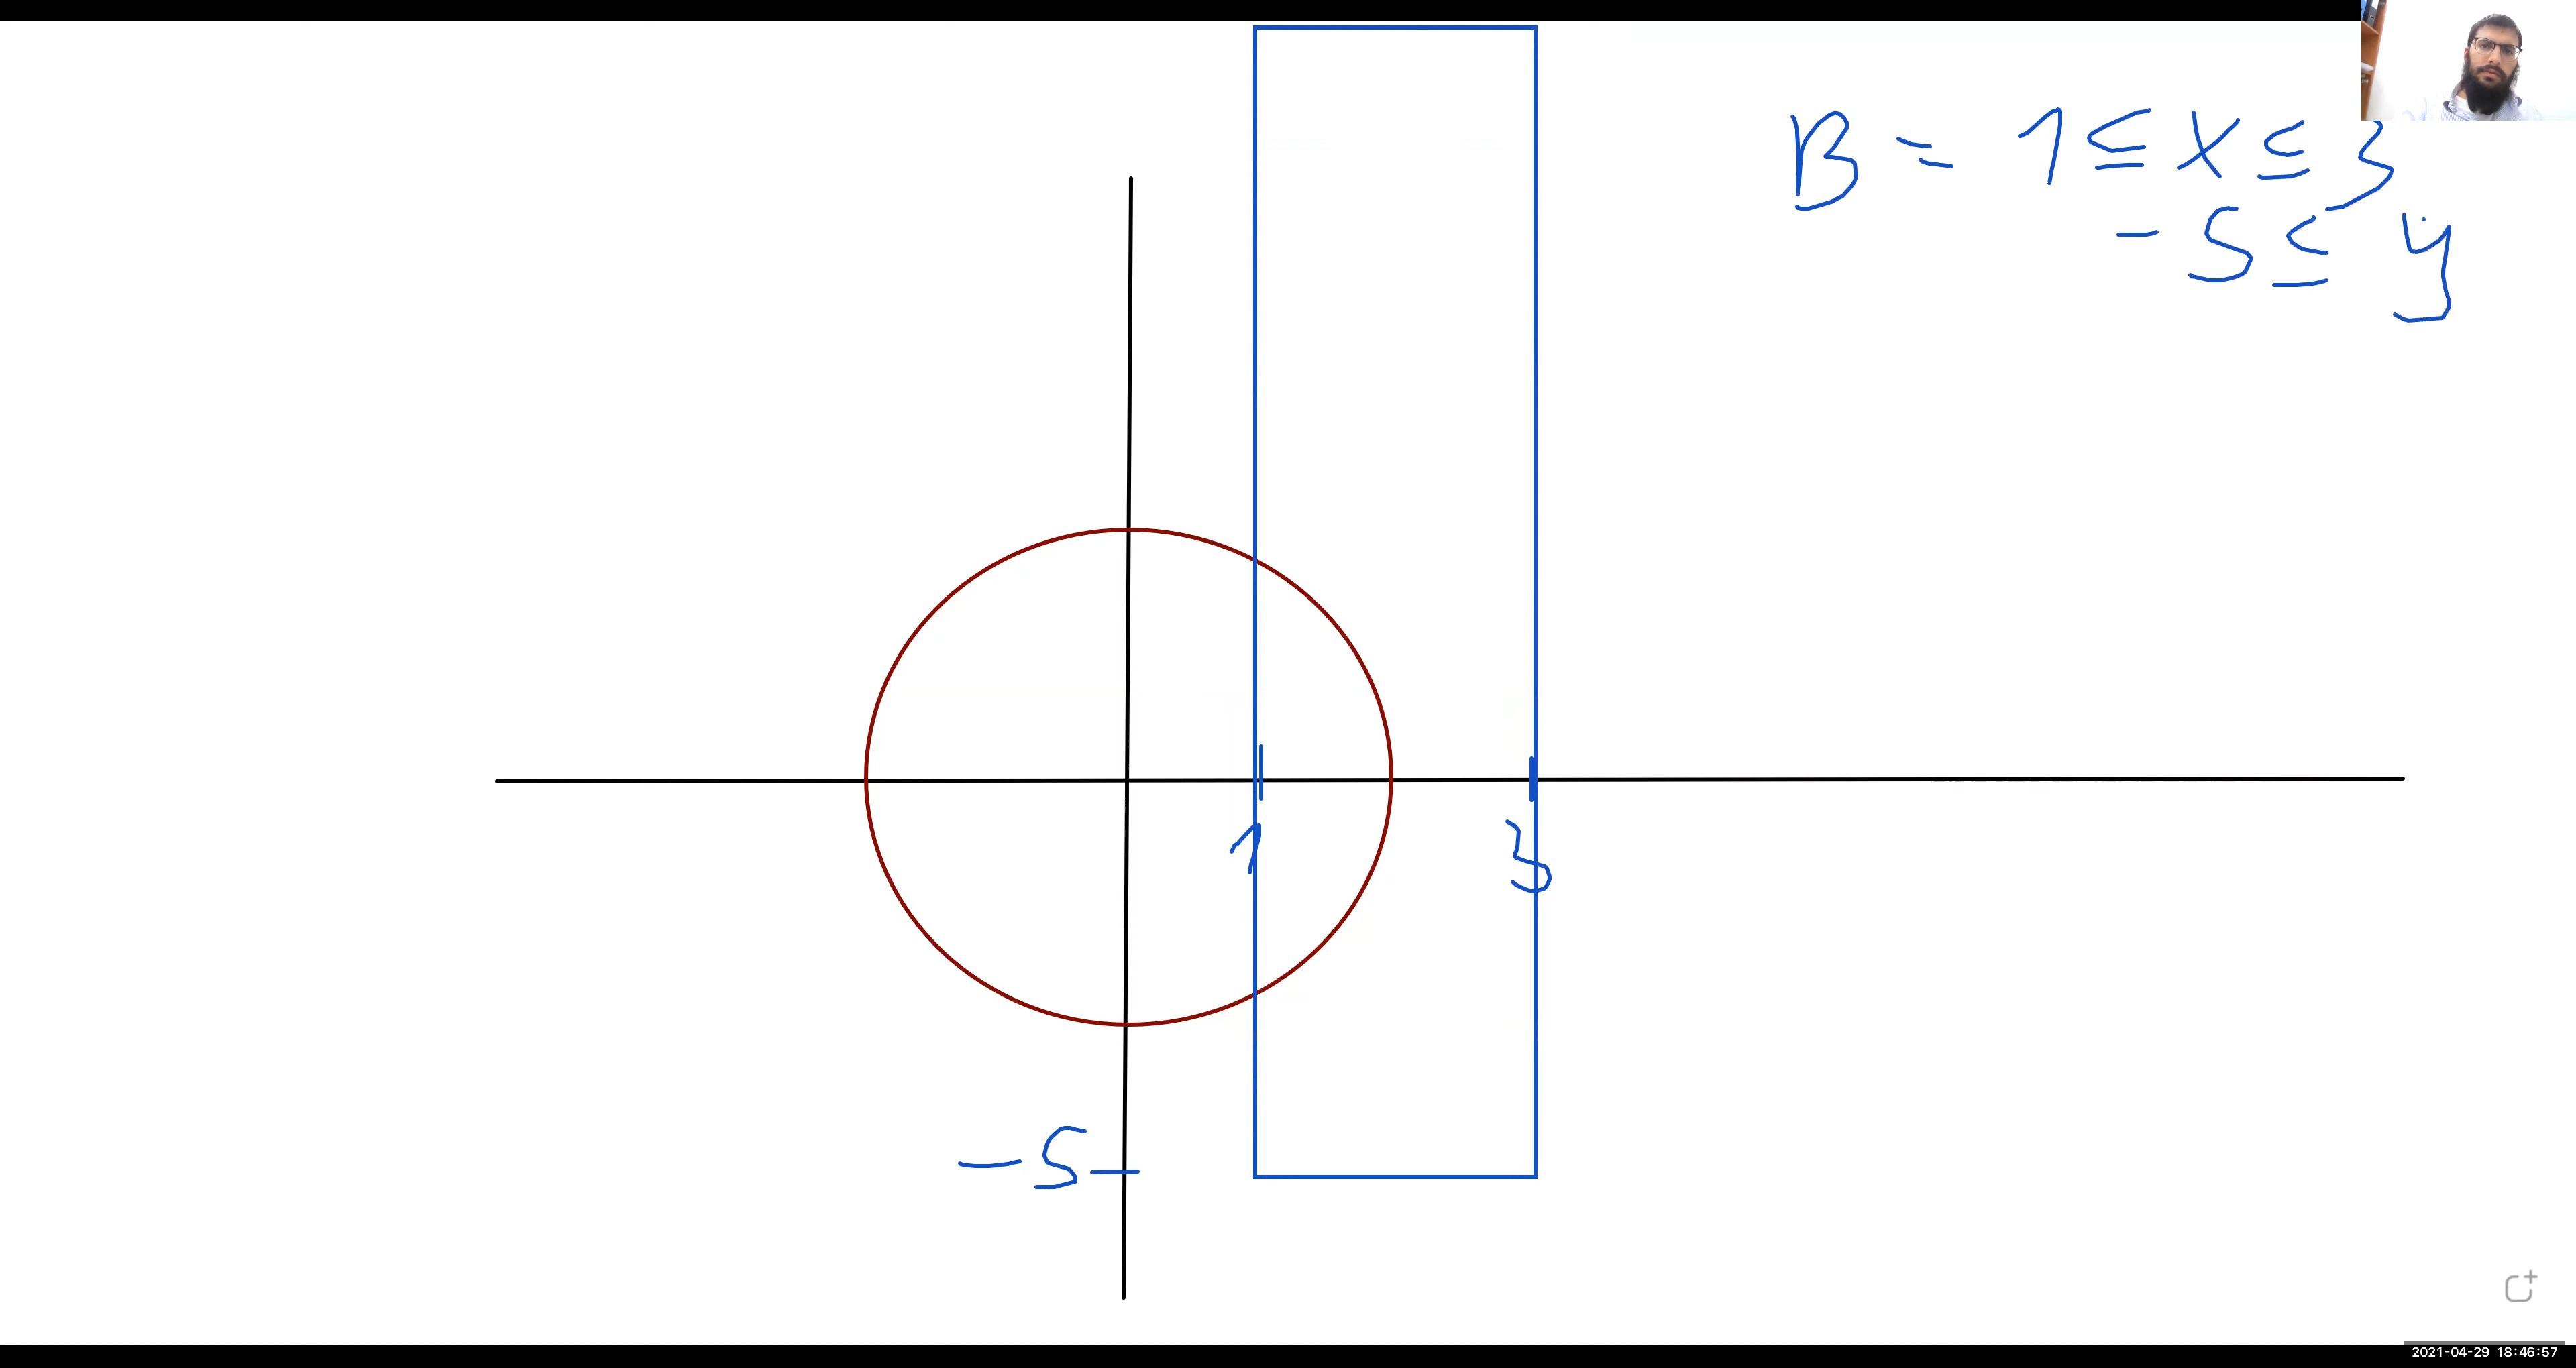 B = 1 ≤ x ≤ 3
- 5 ≤ y
1
3
- 5
2021-04-29 18:46:57